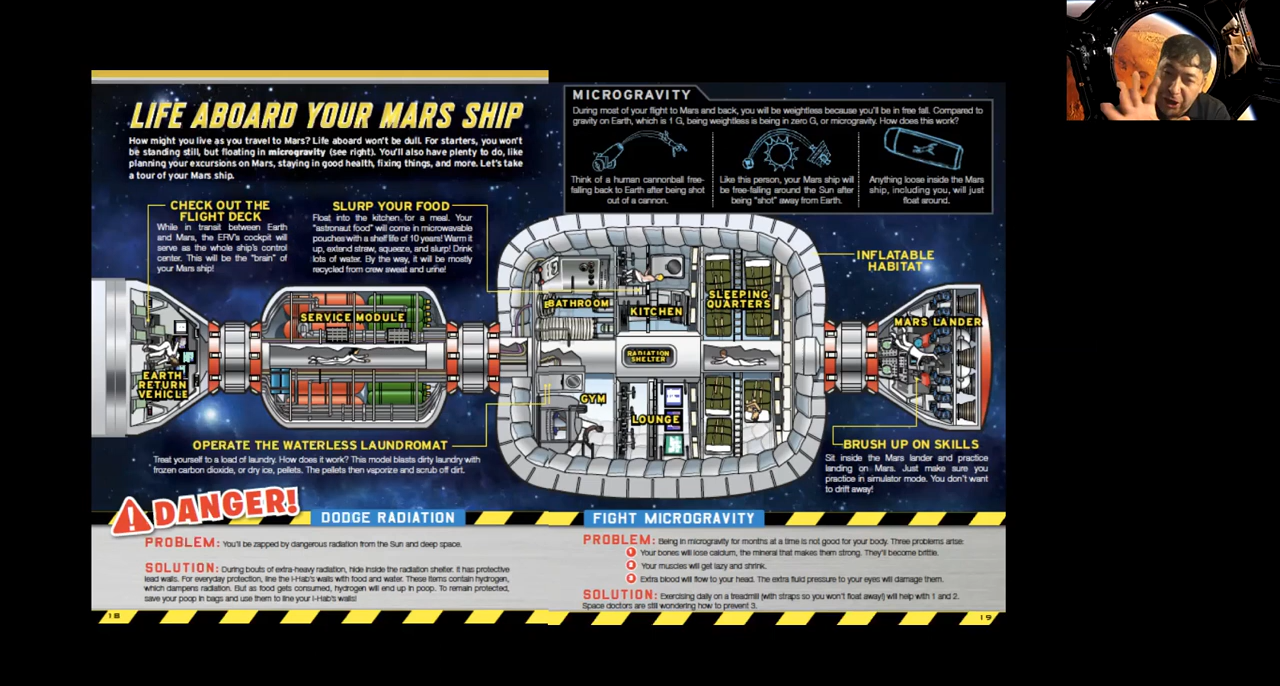 LIFE ABOARD YOUR MARS SHIP
How might you live as you travel to Mars? Life aboard won't be dull. For starters, you won't
be standing still, but floating in microgravity (see right). You'll also have plenty to do, like
planning your excursions on Mars, staying in good health, fixing things, and more. Let's take
a tour of your Mars ship.
CHECK OUT THE
FLIGHT DECK
While in transit between Earth
and Mars, the ERV's cockpit will
serve as the whole ship's control
center. This will be the "brain" of
your Mars ship!
SLURP YOUR FOOD
Float into the kitchen for a meal. Your
"astronaut food" will come in microwavable
pouches with a shelf life of 10 years! Warm it
up, extend straw, squeeze, and slurp! Drink
lots of water. By the way, it will be mostly
recycled from crew sweat and urine!
MICROGRAVITY
During most of your flight to Mars and back, you will be weightless because you'll be in free fall. Compared to
gravity on Earth, which is 1 G, being weightless is being in zero G, or microgravity. How does this work?
Think of a human cannonball free-
falling back to Earth after being shot
out of a cannon.
Like this person, your Mars ship will
be free-falling around the Sun after
being "shot" away from Earth.
Anything loose inside the Mars
ship, including you, will just
float around.
INFLATABLE
HABITAT
EARTH
RETURN
VEHICLE
SERVICE MODULE
BATHROOM
KITCHEN
SLEEPING
QUARTERS
RADIATION
SHELTER
GYM
LOUNGE
MARS LANDER
OPERATE THE WATERLESS LAUNDROMAT
Treat yourself to a load of laundry. How does it work? This model blasts dirty laundry with
frozen carbon dioxide, or dry ice, pellets. The pellets then vaporize and scrub off dirt.
BRUSH UP ON SKILLS
Sit inside the Mars lander and practice
landing on Mars. Just make sure you
practice in simulator mode. You don't want
to drift away!
DANGER!
DODGE RADIATION
PROBLEM: You'll be zapped by dangerous radiation from the Sun and deep space.
SOLUTION: During bouts of extra-heavy radiation, hide inside the radiation shelter. It has protective
lead walls. For everyday protection, line the I-Hab's walls with food and water. These items contain hydrogen,
which dampens radiation. But as food gets consumed, hydrogen will end up in poop. To remain protected,
save your poop in bags and use them to line your I-Hab's walls!
18
FIGHT MICROGRAVITY
PROBLEM: Being in microgravity for months at a time is not good for your body. Three problems arise:
1 Your bones will lose calcium, the mineral that makes them strong. They'll become brittle.
2 Your muscles will get lazy and shrink.
3 Extra blood will flow to your head. The extra fluid pressure to your eyes will damage them.
SOLUTION: Exercising daily on a treadmill (with straps so you won't float away!) will help with 1 and 2.
Space doctors are still wondering how to prevent 3.
19